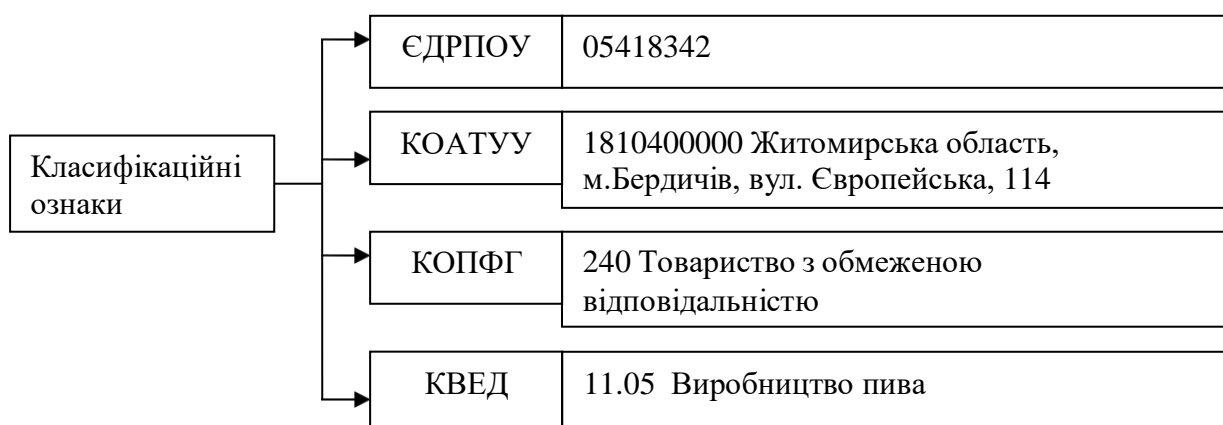 Класифікаційні
ознаки
ЄДРПОУ
05418342
КОАТУУ
1810400000 Житомирська область,
м.Бердичів, вул. Європейська, 114
КОПФГ
240 Товариство з обмеженою
відповідальністю
КВЕД
11.05 Виробництво пива